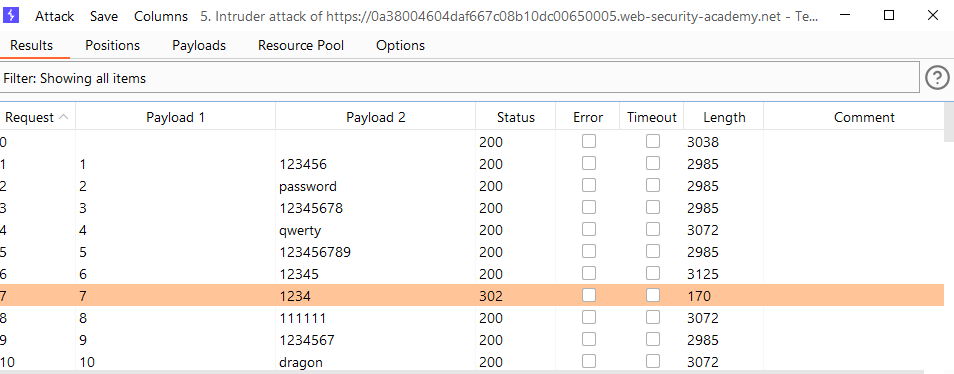 Attack Save Columns 5. Intruder attack of https://0a38004604daf667c08b10dc00650005.web-security-academy.net - Te...
Results Positions Payloads Resource Pool Options
Filter: Showing all items
Request Payload 1 Payload 2 Status Error Timeout Length Comment
0 200 3038
1 1 123456 200 2985
2 2 password 200 2985
3 3 12345678 200 2985
4 4 qwerty 200 3072
5 5 123456789 200 2985
6 6 12345 200 3125
7 7 1234 302 170
8 8 111111 200 3072
9 9 1234567 200 2985
10 10 dragon 200 3072